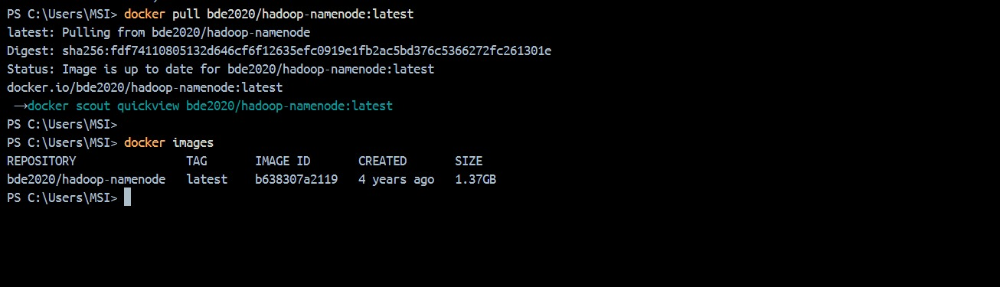 PS C:\Users\MSI> docker pull bde2020/hadoop-namenode:latest
latest: Pulling from bde2020/hadoop-namenode
Digest: sha256:fdf74110805132d646cf6f12635efc0919e1fb2ac5bd376c5366272fc261301e
Status: Image is up to date for bde2020/hadoop-namenode:latest
docker.io/bde2020/hadoop-namenode:latest
→docker scout quickview bde2020/hadoop-namenode:latest
PS C:\Users\MSI>
PS C:\Users\MSI> docker images
REPOSITORY TAG IMAGE ID CREATED SIZE
bde2020/hadoop-namenode latest b638307a2119 4 years ago 1.37GB
PS C:\Users\MSI>